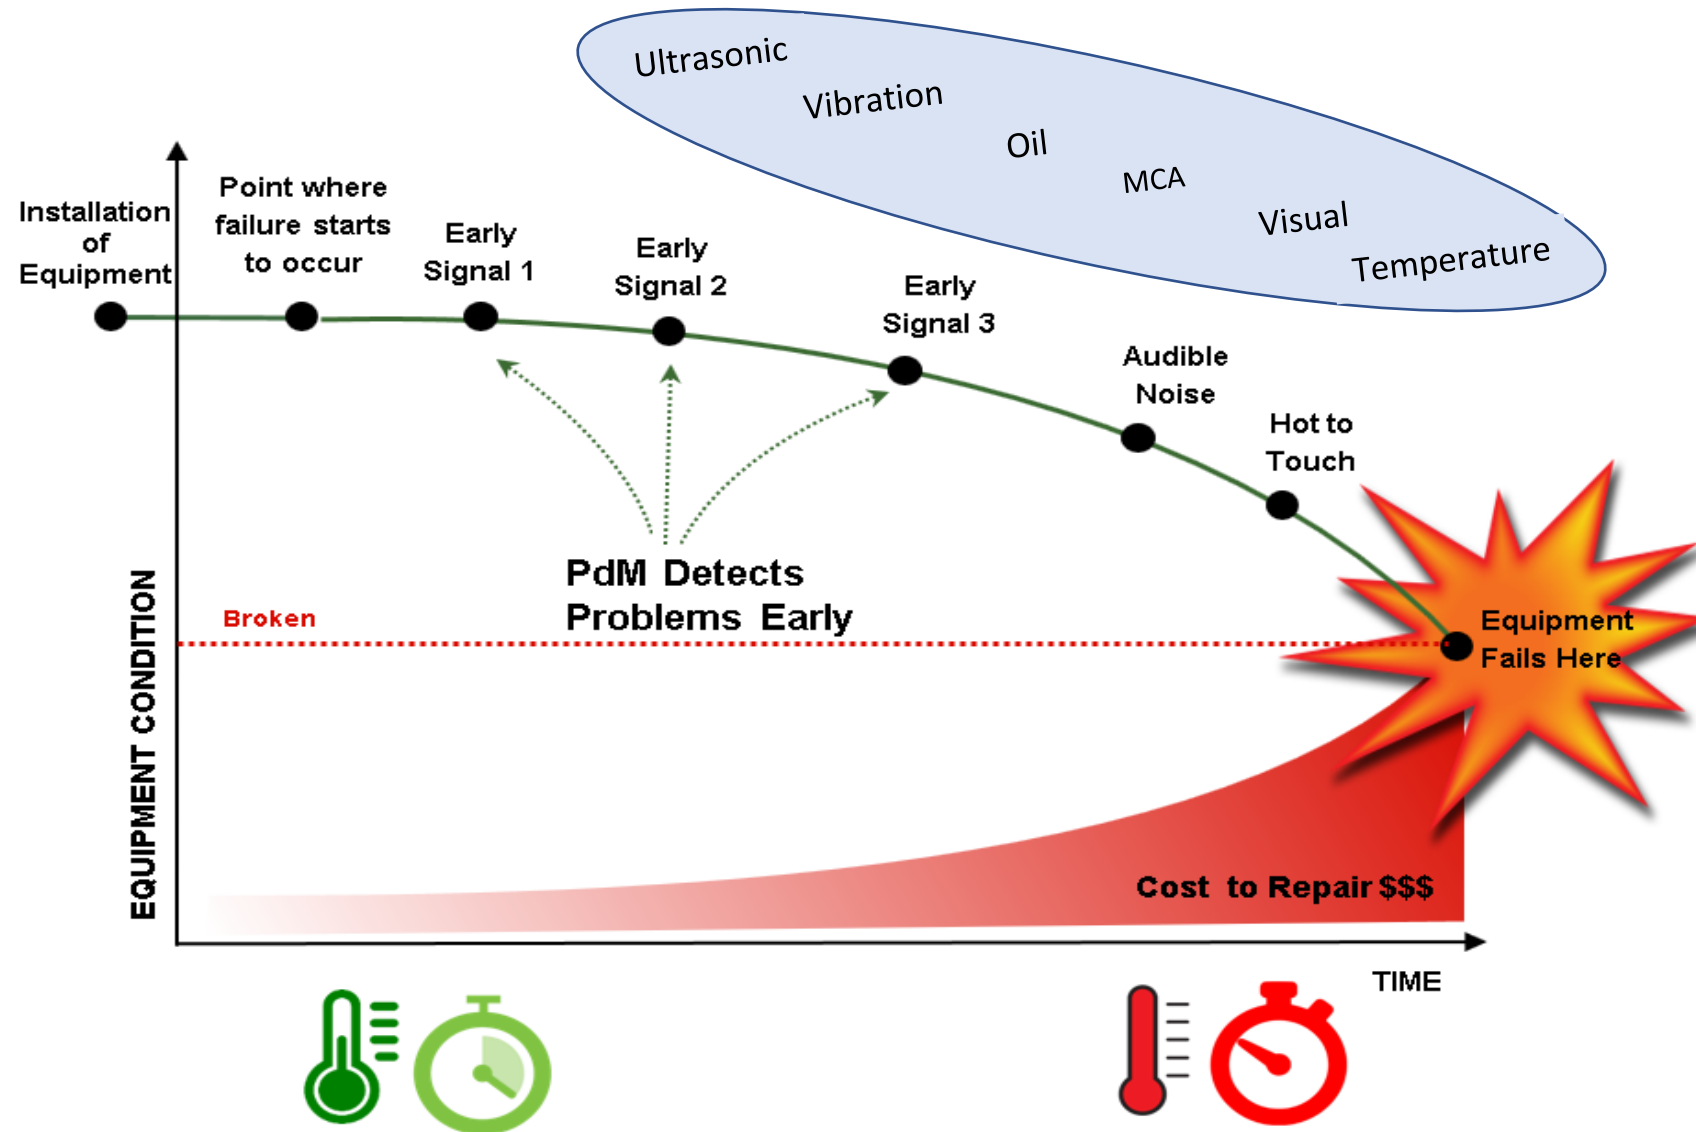 Ultrasonic
Vibration
Oil
MCA
Visual
Temperature
Installation
of
Equipment
Point where
failure starts
to occur
Early
Signal 1
Early
Signal 2
Early
Signal 3
Audible
Noise
Hot to
Touch
PdM Detects
Problems Early
Broken
Equipment
Fails Here
EQUIPMENT CONDITION
Cost to Repair $$$
TIME